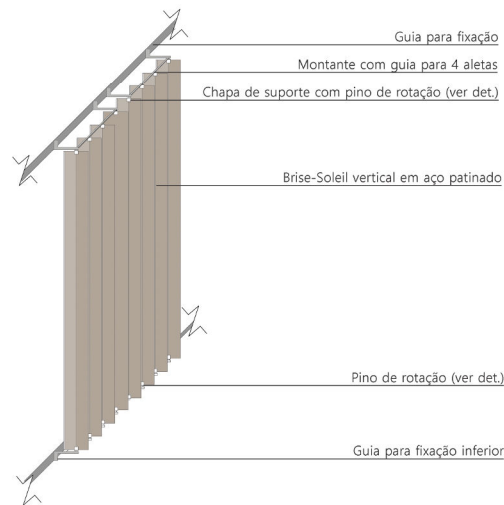 Guia para fixação
Montante com guia para 4 aletas
Chapa de suporte com pino de rotação (ver det.)
Brise-Soleil vertical em aço patinado
Pino de rotação (ver det.)
Guia para fixação inferior